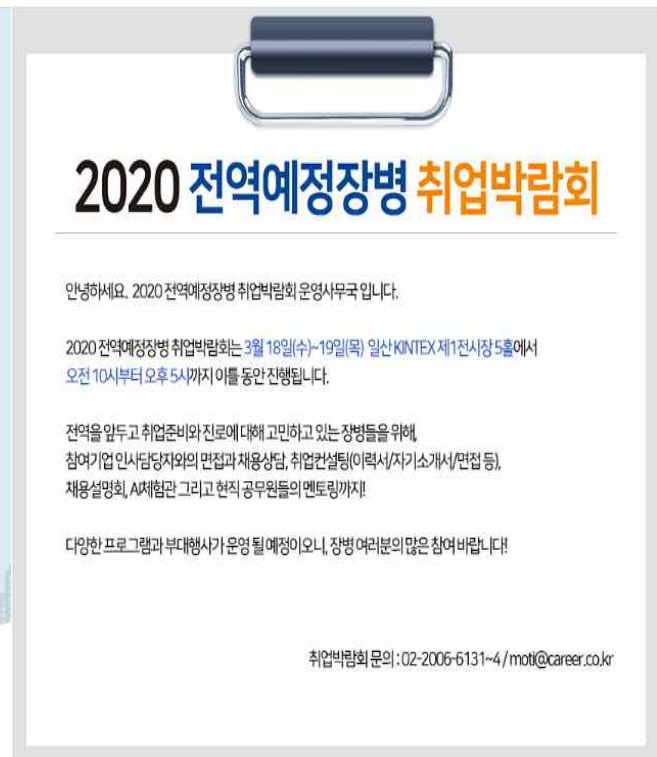 2020 전역예정장병 취업박람회
안녕하세요. 2020 전역예정장병 취업박람회 운영사무국 입니다.
2020 전역예정장병 취업박람회는 3월 18일(수)~19일(목) 일산 KINTEX 제1전시장 5홀에서
오전 10시부터 오후 5시까지 이틀 동안 진행됩니다.
전역을 앞두고 취업준비와 진로에 대해 고민하고 있는 장병들을 위해,
참여기업 인사담당자와의 면접과 채용상담, 취업컨설팅(이력서/자기소개서/면접 등),
채용설명회, AI체험관 그리고 현직 공무원들의 멘토링까지!
다양한 프로그램과 부대행사가 운영 될 예정이오니, 장병 여러분의 많은 참여 바랍니다!
취업박람회 문의 : 02-2006-6131~4 / moti@career.co.kr